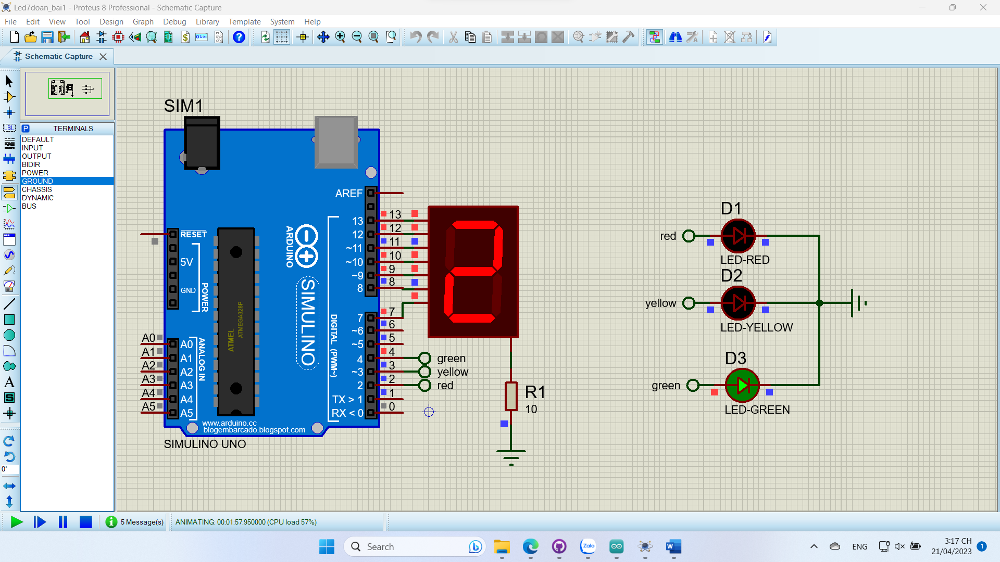 Led7doan_bai1 - Proteus 8 Professional - Schematic Capture
File Edit View Tool Design Graph Debug Library Template System Help
Schematic Capture
LBL
P TERMINALS
DEFAULT
INPUT
OUTPUT
BIDIR
POWER
GROUND
CHASSIS
DYNAMIC
BUS
A
S
0°
SIM1
AREF
13 13
12 12
~11 11
~10 10
~9 9
8 8
7 7
~6 6
~5 5
4 4
~3 3
2 2
TX > 1 1
RX < 0 0
RESET
5V
GND
POWER
ARDUINO
SIMULINO
DIGITAL (PWM~)
ATMEL
ATMEGA328P
ANALOG IN
A0 A0
A1 A1
A2 A2
A3 A3
A4 A4
A5 A5
www.arduino.cc
blogembarcado.blogspot.com
SIMULINO UNO
green
yellow
red
R1
10
D1
red
LED-RED
D2
yellow
LED-YELLOW
D3
green
LED-GREEN
5 Message(s) ANIMATING: 00:01:57.950000 (CPU load 57%)
Search
Zalo
W
ENG
3:17 CH
21/04/2023
1